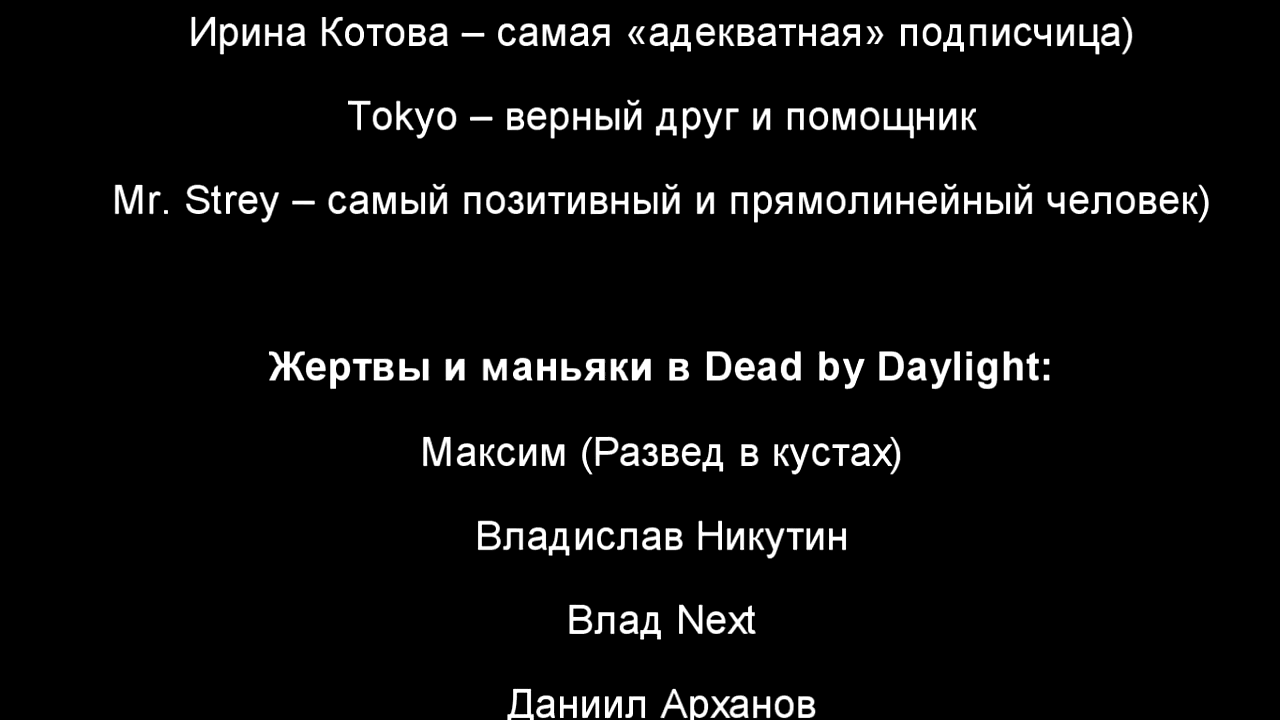 Ирина Котова – самая «адекватная» подписчица)
Tokyo – верный друг и помощник
Mr. Strey – самый позитивный и прямолинейный человек)
Жертвы и маньяки в Dead by Daylight:
Максим (Развед в кустах)
Владислав Никутин
Влад Next
Даниил Арханов